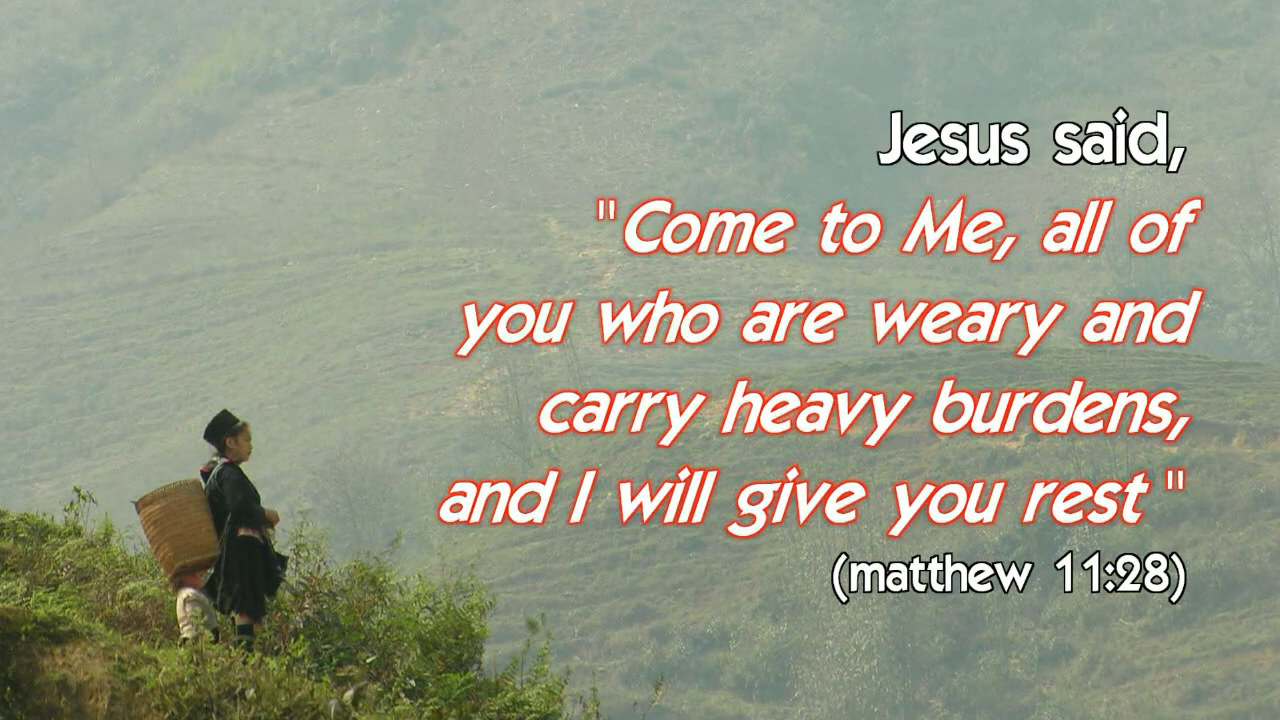 Jesus said,
"Come to Me, all of
you who are weary and
carry heavy burdens,
and I will give you rest"
(matthew 11:28)